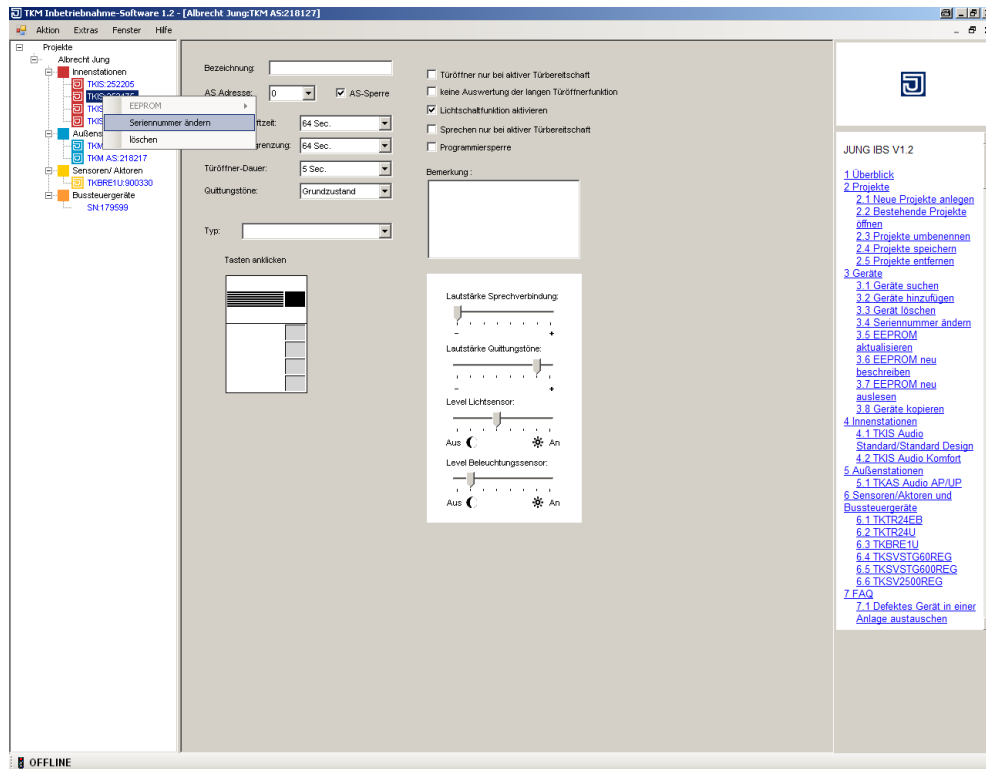 TKM Inbetriebnahme-Software 1.2 - [Albrecht Jung:TKM AS:218127]
Aktion Extras Fenster Hilfe
Projekte
Albrecht Jung
Innenstationen
TKIS:252205
TKIS:252175
TKIS
TKIS
Außens
TKM
TKM AS:218217
Sensoren/ Aktoren
TKBRE1U:900330
Bussteuergeräte
SN:179599
EEPROM
Seriennummer ändern
löschen
Bezeichnung:
AS Adresse: 0 AS-Sperre
rtzeit: 64 Sec.
grenzung: 64 Sec.
Türöffner-Dauer: 5 Sec.
Quittungstöne: Grundzustand
Typ:
Tasten anklicken
Türöffner nur bei aktiver Türbereitschaft
keine Auswertung der langen Türöffnerfunktion
Lichtschaltfunktion aktivieren
Sprechen nur bei aktiver Türbereitschaft
Programmiersperre
Bemerkung :
Lautstärke Sprechverbindung:
- +
Lautstärke Quittungstöne:
- +
Level Lichtsensor:
Aus An
Level Beleuchtungssensor:
Aus An
JUNG IBS V1.2
1 Überblick
2 Projekte
2.1 Neue Projekte anlegen
2.2 Bestehende Projekte
öffnen
2.3 Projekte umbenennen
2.4 Projekte speichern
2.5 Projekte entfernen
3 Geräte
3.1 Geräte suchen
3.2 Geräte hinzufügen
3.3 Gerät löschen
3.4 Seriennummer ändern
3.5 EEPROM
aktualisieren
3.6 EEPROM neu
beschreiben
3.7 EEPROM neu
auslesen
3.8 Geräte kopieren
4 Innenstationen
4.1 TKIS Audio
Standard/Standard Design
4.2 TKIS Audio Komfort
5 Außenstationen
5.1 TKAS Audio AP/UP
6 Sensoren/Aktoren und
Bussteuergeräte
6.1 TKTR24EB
6.2 TKTR24U
6.3 TKBRE1U
6.4 TKSVSTG60REG
6.5 TKSVSTG600REG
6.6 TKSV2500REG
7 FAQ
7.1 Defektes Gerät in einer
Anlage austauschen
OFFLINE